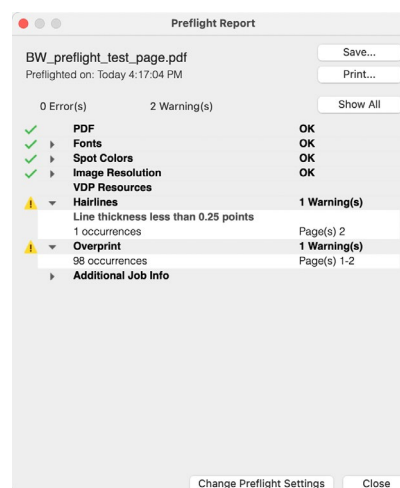 Preflight Report
BW_preflight_test_page.pdf
Save...
Preflighted on: Today 4:17:04 PM
Print...
0 Error(s) 2 Warning(s)
Show All
PDF OK
Fonts OK
Spot Colors OK
Image Resolution OK
VDP Resources
Hairlines 1 Warning(s)
Line thickness less than 0.25 points
1 occurrences Page(s) 2
Overprint 1 Warning(s)
98 occurrences Page(s) 1-2
Additional Job Info
Change Preflight Settings Close